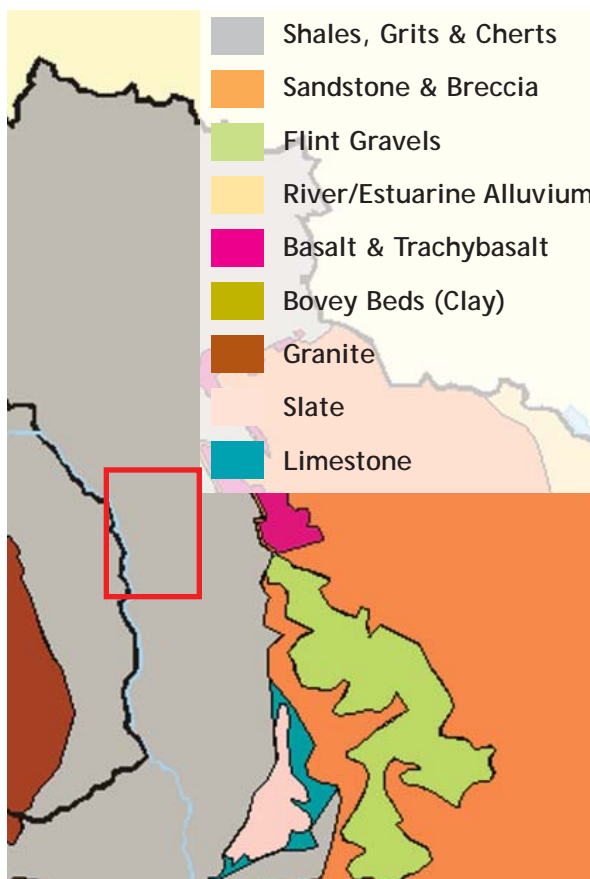 Shales, Grits & Cherts
Sandstone & Breccia
Flint Gravels
River/Estuarine Alluvium
Basalt & Trachybasalt
Bovey Beds (Clay)
Granite
Slate
Limestone